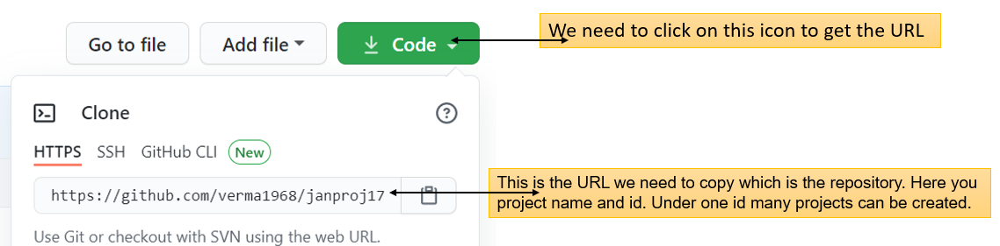 Go to file
Add file
Code
We need to click on this icon to get the URL
Clone
HTTPS
SSH
GitHub CLI
New
https://github.com/verma1968/janproj17
This is the URL we need to copy which is the repository. Here you
project name and id. Under one id many projects can be created.
Use Git or checkout with SVN using the web URL.